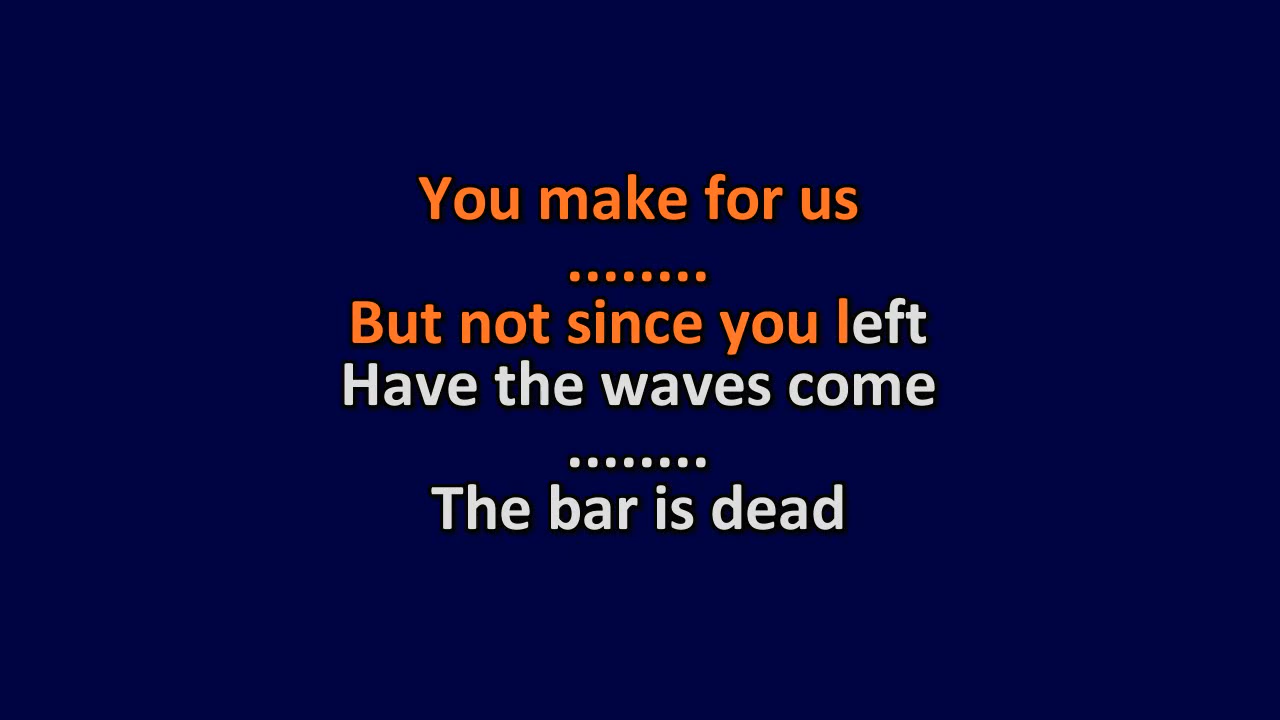 You make for us
........
But not since you left
Have the waves come
........
The bar is dead